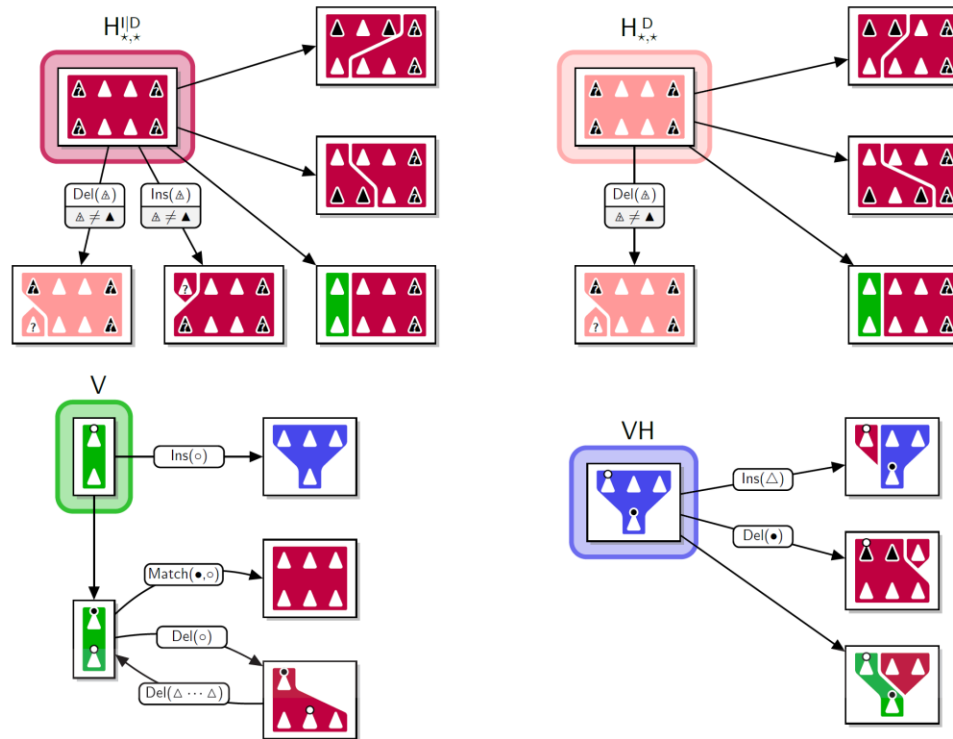 H^{I|D}_{⋆,⋆}
H^{D}_{⋆,⋆}
Del(◬) Ins(◬)
◬ ≠ ▲ ◬ ≠ ▲
Del(◬)
◬ ≠ ▲
? ?
?
V
VH
Ins(○)
Ins(△)
Del(●)
Match(●,○)
Del(○)
Del(△ ⋯ △)